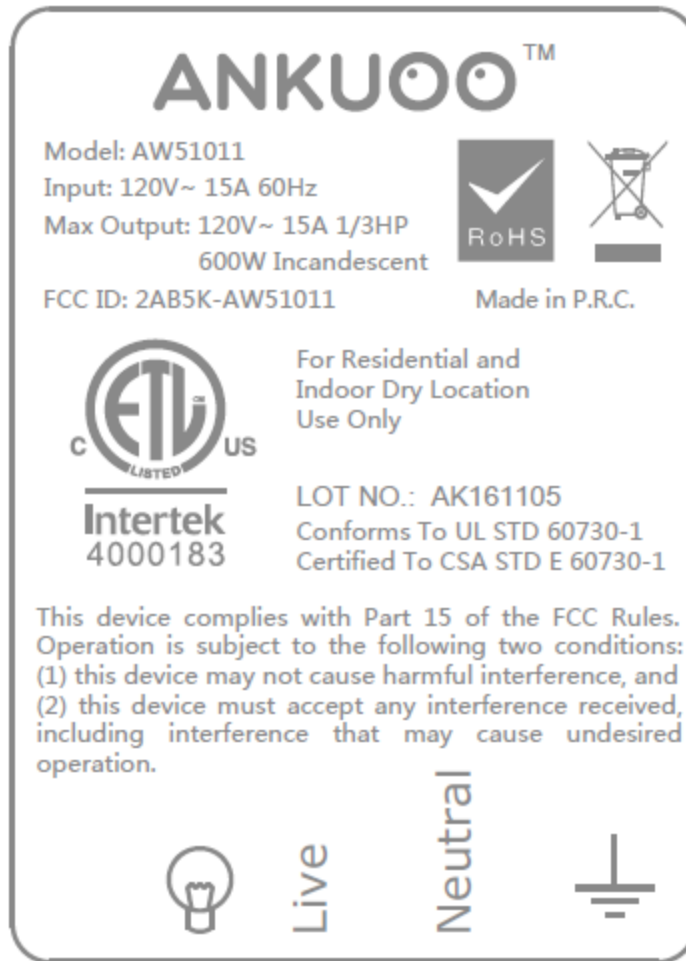 ANKUOO™
Model: AW51011
Input: 120V~ 15A 60Hz
Max Output: 120V~ 15A 1/3HP
600W Incandescent
RoHS
FCC ID: 2AB5K-AW51011
Made in P.R.C.
ETL CM
C US
LISTED
Intertek
4000183
For Residential and
Indoor Dry Location
Use Only
LOT NO.: AK161105
Conforms To UL STD 60730-1
Certified To CSA STD E 60730-1
This device complies with Part 15 of the FCC Rules.
Operation is subject to the following two conditions:
(1) this device may not cause harmful interference, and
(2) this device must accept any interference received,
including interference that may cause undesired
operation.
Live
Neutral